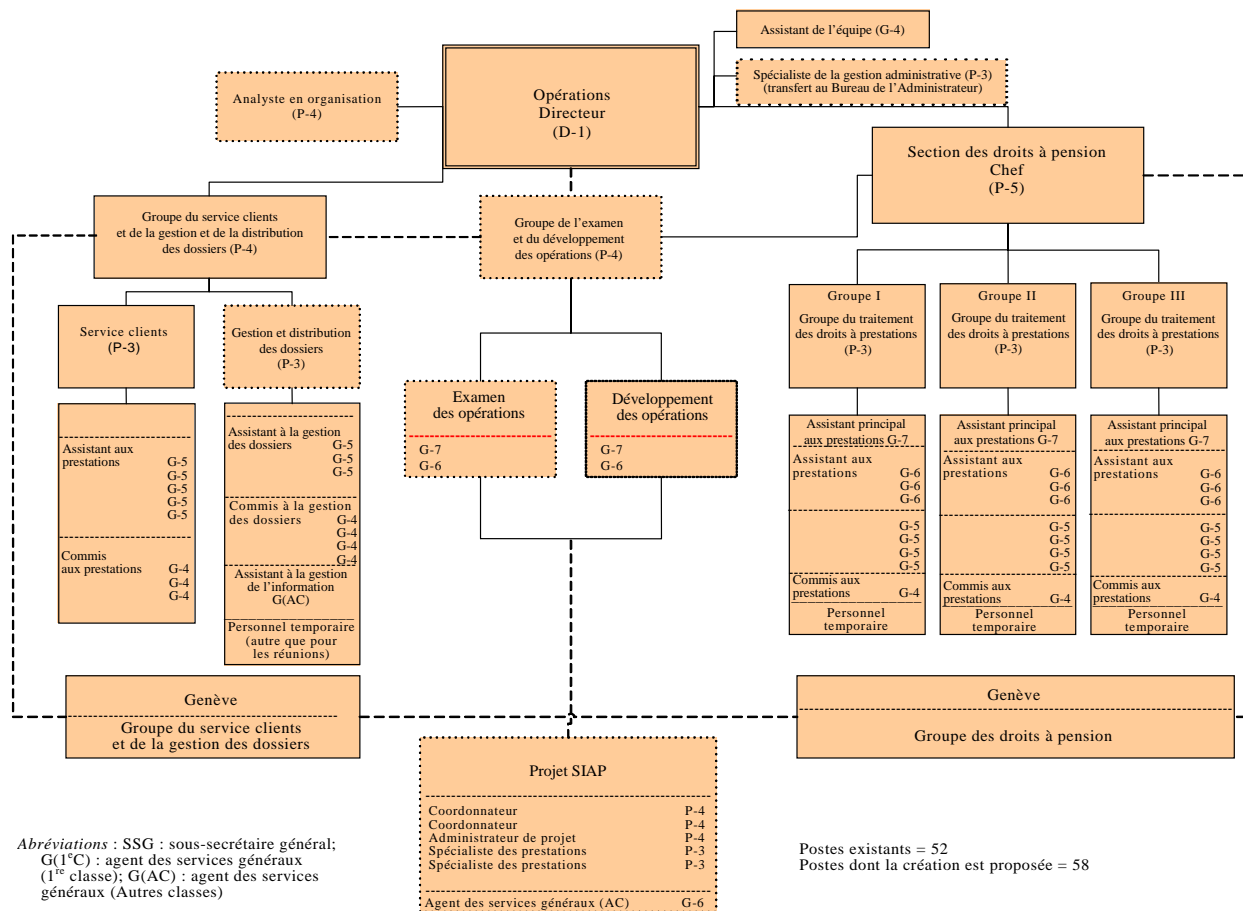 Assistant de l'équipe (G-4)
Spécialiste de la gestion administrative (P-3)
(transfert au Bureau de l'Administrateur)
Opérations
Directeur
(D-1)
Analyste en organisation
(P-4)
Section des droits à pension
Chef
(P-5)
Groupe du service clients
et de la gestion et de la distribution
des dossiers (P-4)
Groupe de l'examen
et du développement
des opérations (P-4)
Service clients
(P-3)
Gestion et distribution
des dossiers
(P-3)
Groupe I
Groupe du traitement
des droits à prestations
(P-3)
Groupe II
Groupe du traitement
des droits à prestations
(P-3)
Groupe III
Groupe du traitement
des droits à prestations
(P-3)
Examen
des opérations
G-7
G-6
Développement
des opérations
G-7
G-6
Assistant aux
prestations G-5
G-5
G-5
G-5
G-5
Commis
aux prestations G-4
G-4
G-4
Assistant à la gestion
des dossiers G-5
G-5
G-5
Commis à la gestion
des dossiers G-4
G-4
G-4
G-4
Assistant à la gestion
de l'information
G(AC)
Personnel temporaire
(autre que pour
les réunions)
Assistant principal
aux prestations G-7
Assistant aux
prestations G-6
G-6
G-6
G-5
G-5
G-5
G-5
Commis aux
prestations G-4
Personnel
temporaire
Assistant principal
aux prestations G-7
Assistant aux
prestations G-6
G-6
G-6
G-5
G-5
G-5
G-5
Commis aux
prestations G-4
Personnel
temporaire
Assistant principal
aux prestations G-7
Assistant aux
prestations G-6
G-6
G-6
G-5
G-5
G-5
G-5
Commis aux
prestations G-4
Personnel
temporaire
Genève
Groupe du service clients
et de la gestion des dossiers
Genève
Groupe des droits à pension
Projet SIAP
Coordonnateur P-4
Coordonnateur P-4
Administrateur de projet P-4
Spécialiste des prestations P-3
Spécialiste des prestations P-3
Agent des services généraux (AC) G-6
Abréviations : SSG : sous-secrétaire général;
G(1eC) : agent des services généraux
(1re classe); G(AC) : agent des services
généraux (Autres classes)
Postes existants = 52
Postes dont la création est proposée = 58